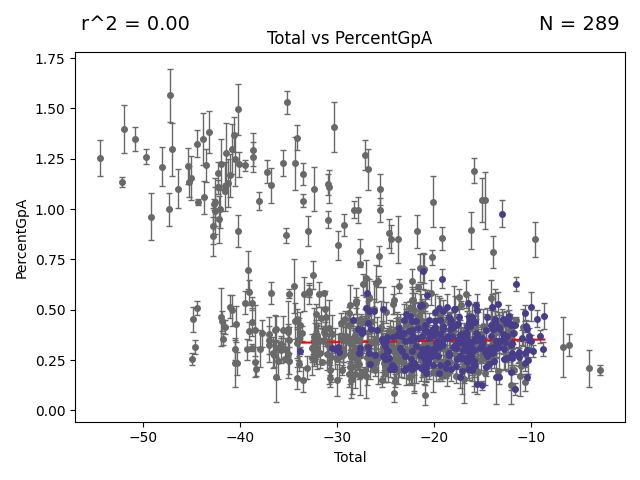 r^2 = 0.00
N = 289
Total vs PercentGpA
1.75
1.50
1.25
1.00
0.75
0.50
0.25
0.00
PercentGpA
−50
−40
−30
−20
−10
Total